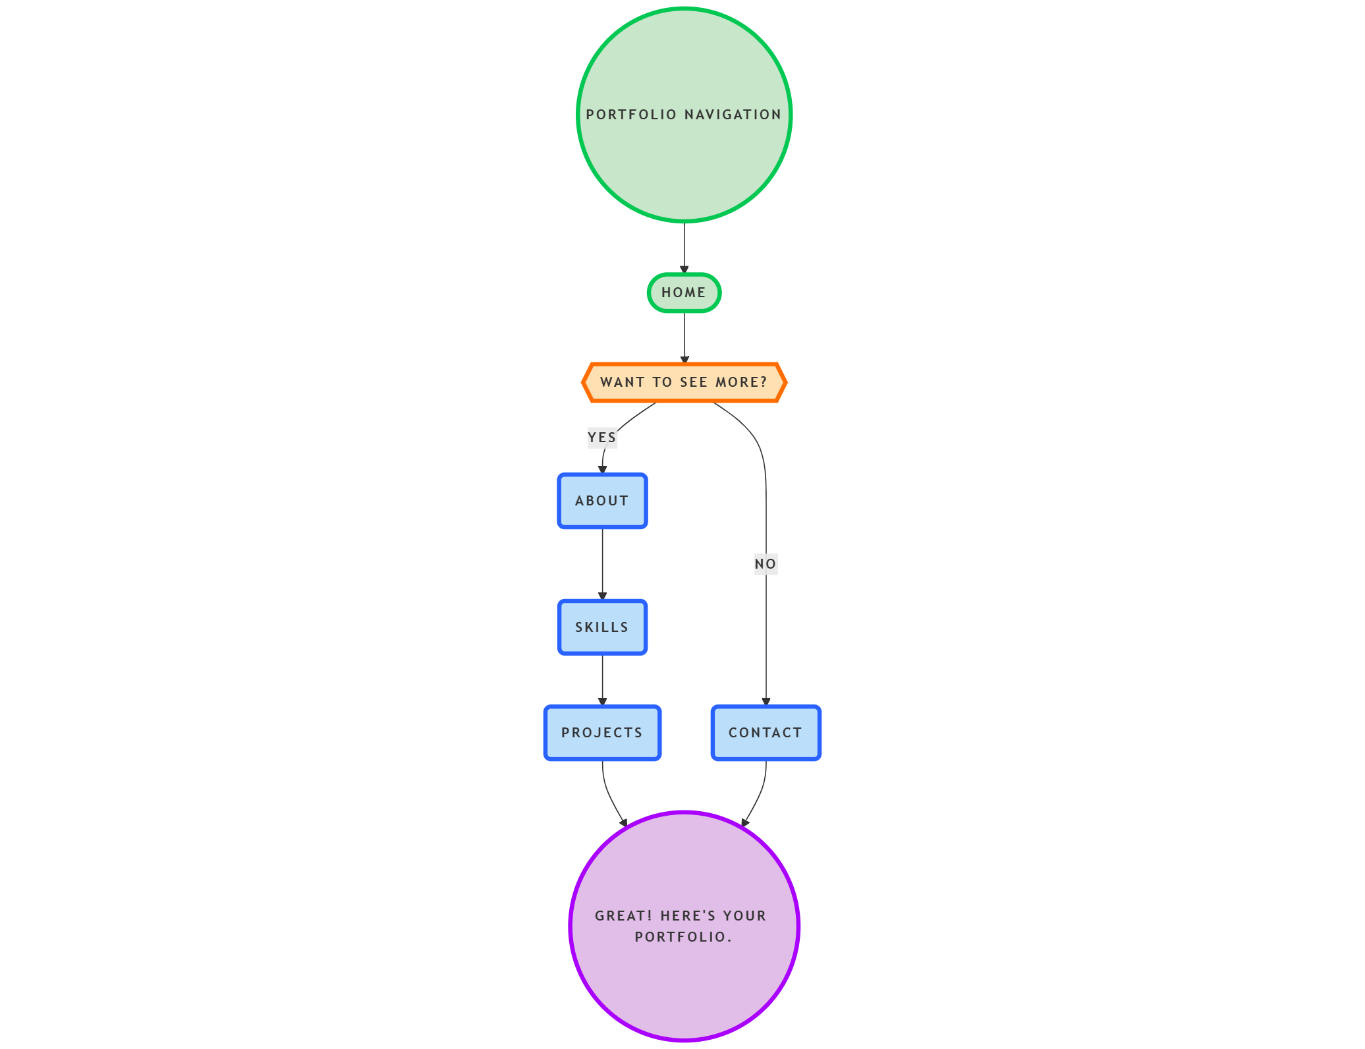 PORTFOLIO NAVIGATION
HOME
WANT TO SEE MORE?
YES
ABOUT
NO
SKILLS
PROJECTS
CONTACT
GREAT! HERE'S YOUR
PORTFOLIO.